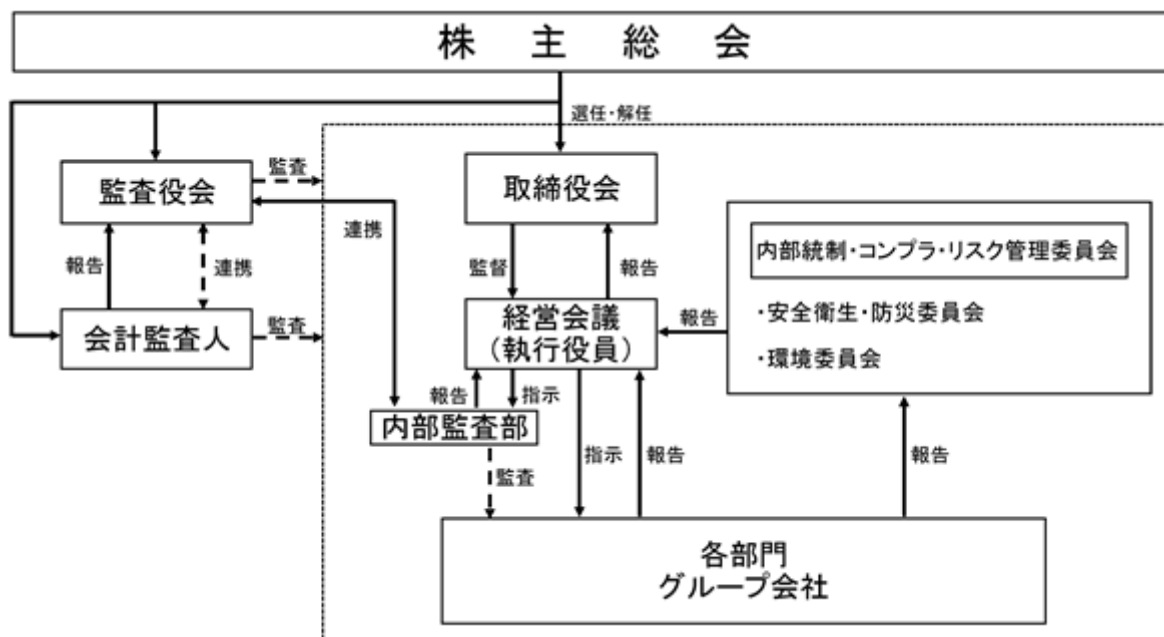 株主総会
選任・解任
監査役会
監査
取締役会
連携
内部統制・コンプラ・リスク管理委員会
報告
連携
監督
報告
・安全衛生・防災委員会
会計監査人
監査
経営会議
(執行役員)
報告
・環境委員会
報告
指示
内部監査部
監査
指示
報告
報告
各部門
グループ会社